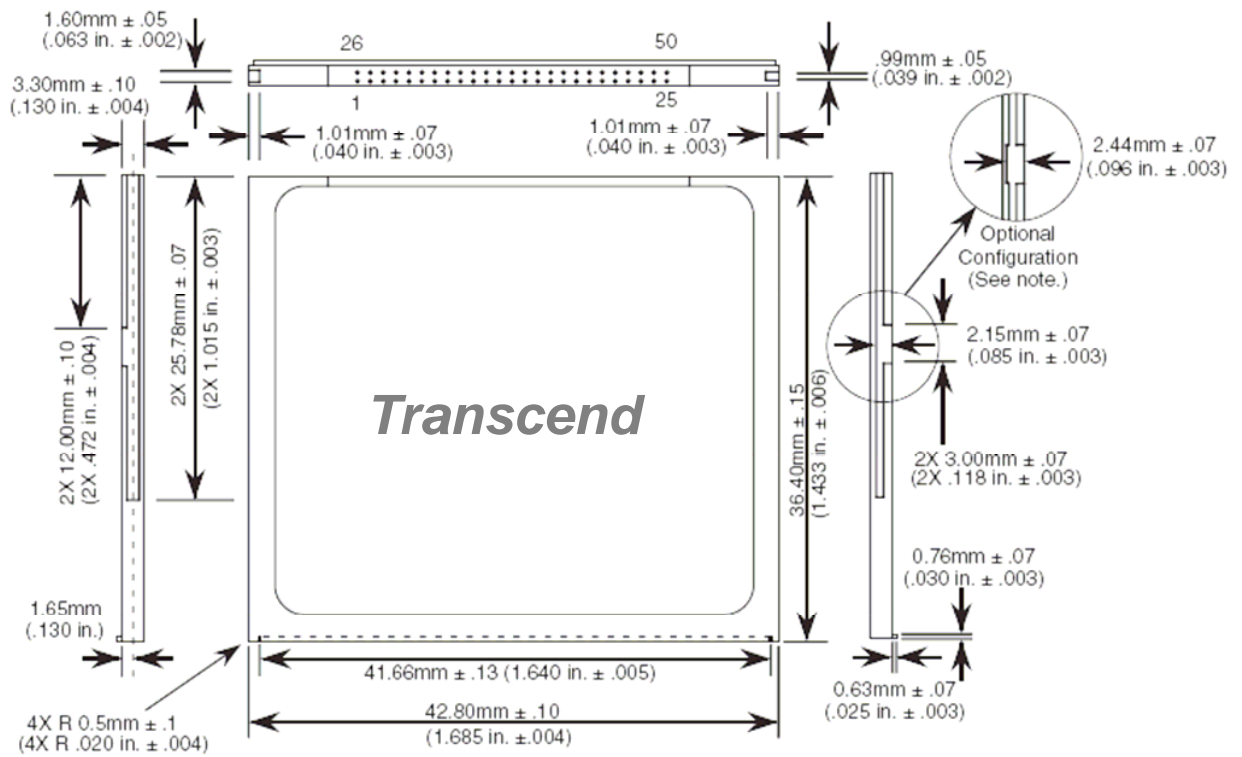 1.60mm ± .05
(.063 in. ± .002)
26
50
.99mm ± .05
(.039 in. ± .002)
3.30mm ± .10
(.130 in. ± .004)
1
25
1.01mm ± .07
(.040 in. ± .003)
1.01mm ± .07
(.040 in. ± .003)
2.44mm ± .07
(.096 in. ± .003)
Optional
Configuration
(See note.)
2X 12.00mm ± .10
(2X .472 in. ± .004)
2X 25.78mm ± .07
(2X 1.015 in. ± .003)
Transcend
36.40mm ± .15
(1.433 in. ± .006)
2.15mm ± .07
(.085 in. ± .003)
2X 3.00mm ± .07
(2X .118 in. ± .003)
0.76mm ± .07
(.030 in. ± .003)
1.65mm
(.130 in.)
41.66mm ± .13 (1.640 in. ± .005)
0.63mm ± .07
(.025 in. ± .003)
4X R 0.5mm ± .1
(4X R .020 in. ± .004)
42.80mm ± .10
(1.685 in. ±.004)